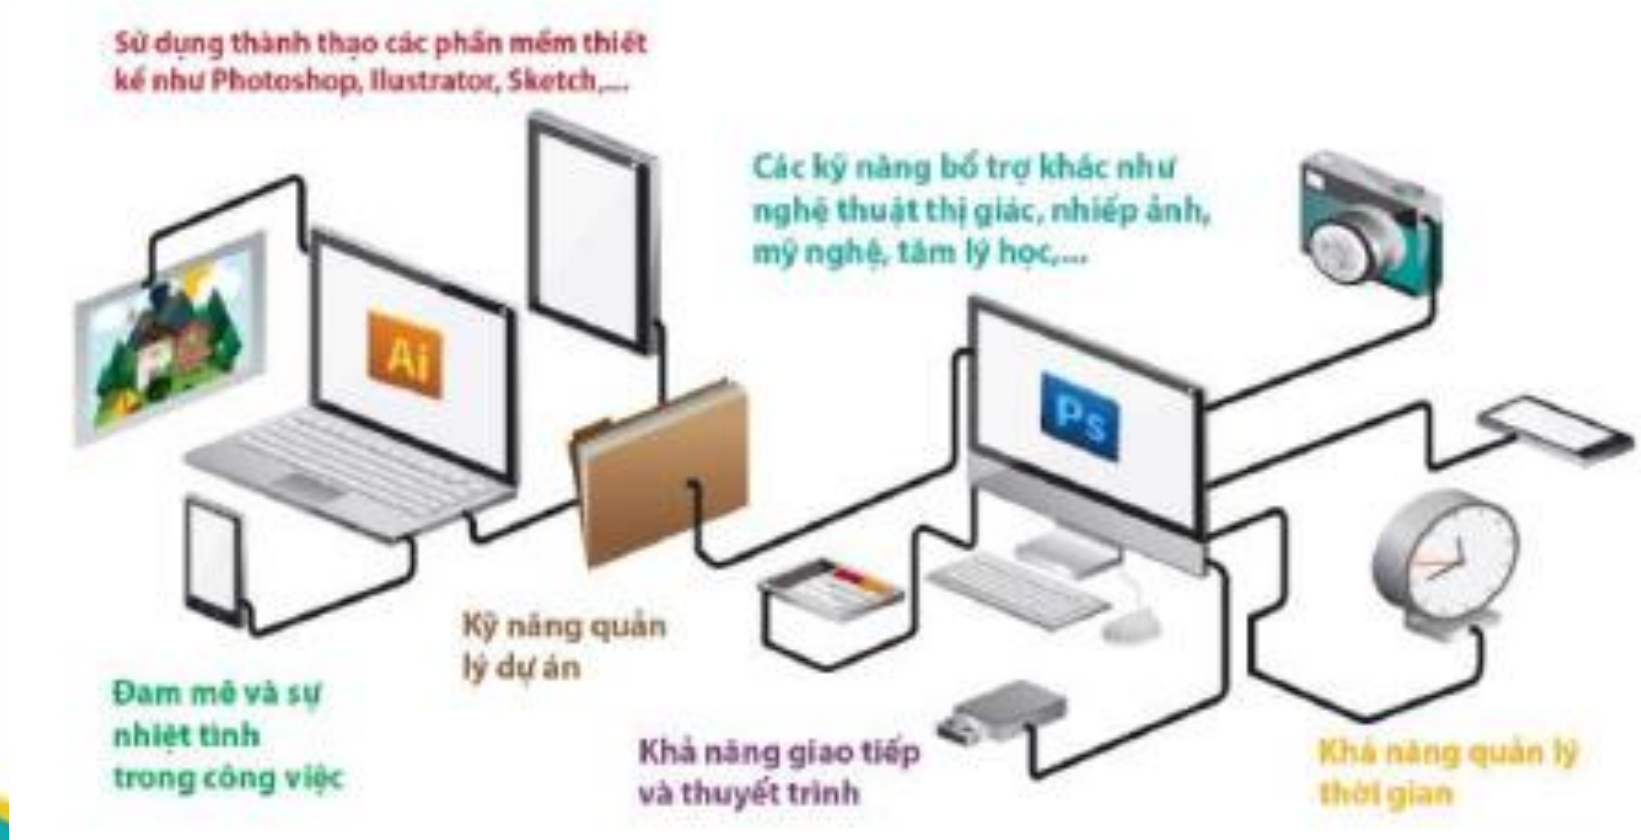 Sử dụng thành thạo các phần mềm thiết
kế như Photoshop, Ilustrator, Sketch,...
Các kỹ năng bổ trợ khác như
nghệ thuật thị giác, nhiếp ảnh,
mỹ nghệ, tâm lý học,...
Ai
Ps
Kỹ năng quản
lý dự án
Đam mê và sự
nhiệt tình
trong công việc
Khả năng giao tiếp
và thuyết trình
Khả năng quản lý
thời gian